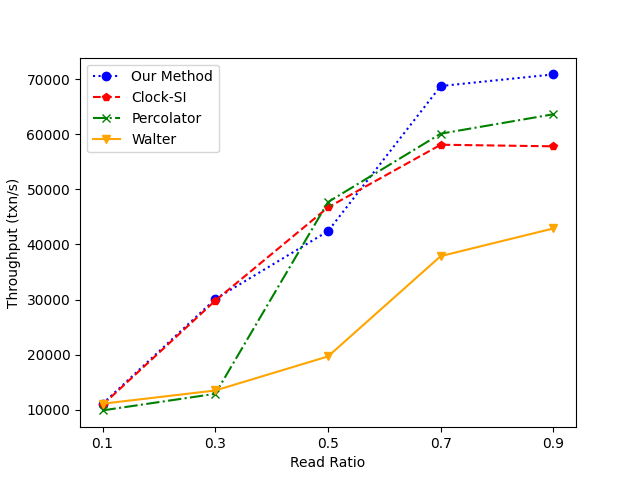 70000
60000
50000
40000
30000
20000
10000
Throughput (txn/s)
Our Method
Clock-SI
Percolator
Walter
0.1 0.3 0.5 0.7 0.9
Read Ratio